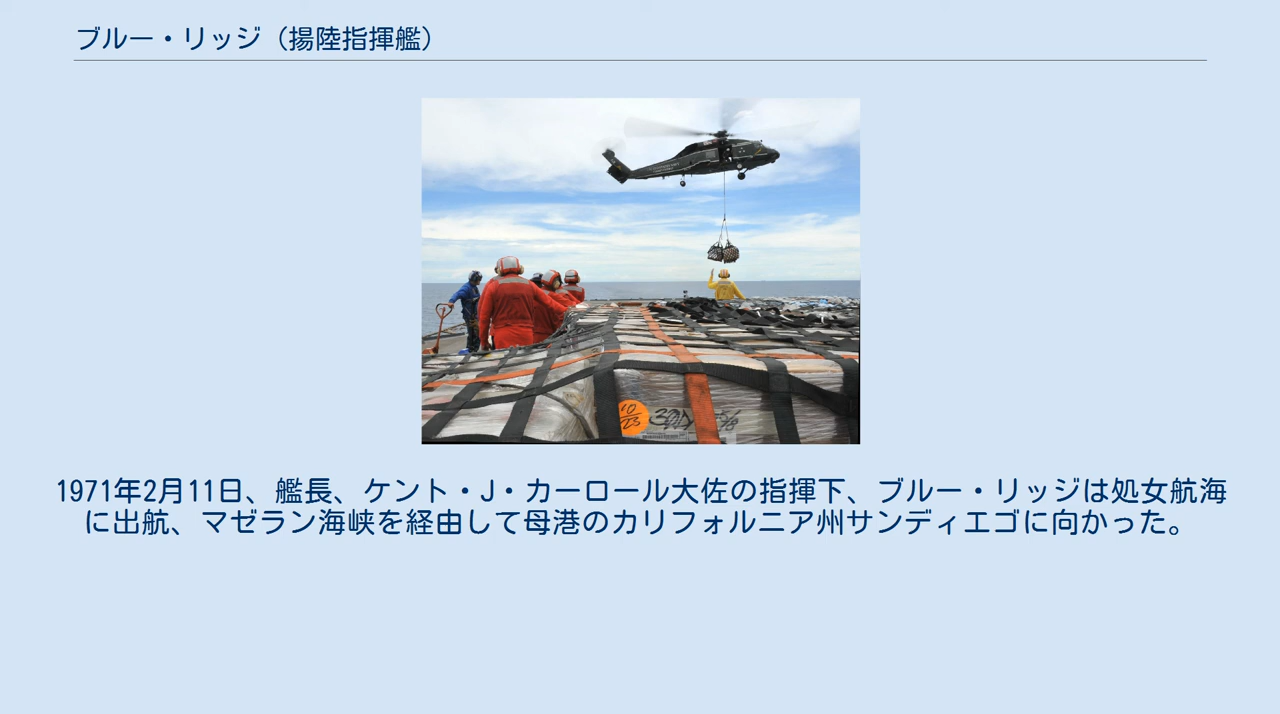 ブルー・リッジ（揚陸指揮艦）
10
23
1971年2月11日、艦長、ケント・J・カーロール大佐の指揮下、ブルー・リッジは処女航海
に出航、マゼラン海峡を経由して母港のカリフォルニア州サンディエゴに向かった。